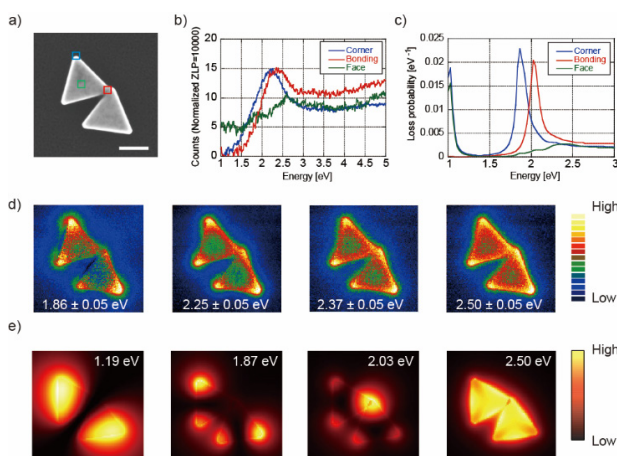 a)
b)
Counts (Normalized ZLP=10000)
20
15
10
5
0
Corner
Bonding
Face
1 1.5 2 2.5 3 3.5 4 4.5 5
Energy [eV]
c)
Loss probability [eV⁻¹]
0.025
0.02
0.015
0.01
0.005
0
Corner
Bonding
Face
1 1.5 2 2.5 3
Energy [eV]
d)
1.86 ± 0.05 eV
2.25 ± 0.05 eV
2.37 ± 0.05 eV
2.50 ± 0.05 eV
High
Low
e)
1.19 eV
1.87 eV
2.03 eV
2.50 eV
High
Low